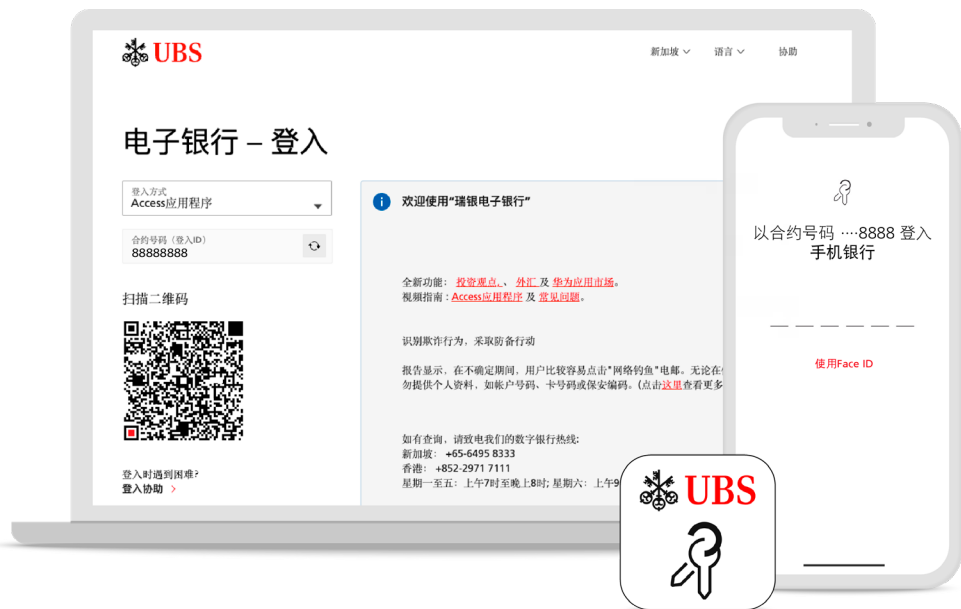 UBS
新加坡
语言
协助
电子银行 – 登入
登入方式
Access应用程序
合约号码（登入ID）
88888888
扫描二维码
登入时遇到困难?
登入协助
欢迎使用“瑞银电子银行”
全新功能： 投资观点、、 外汇 及 华为应用市场。
视频指南 : Access应用程序 及 常见问题。
识别欺诈行为，采取防备行动
报告显示，在不确定期间，用户比较容易点击"网络钓鱼"电邮。无论在
勿提供个人资料，如帐户号码、卡号码或保安编码。(点击这里查看更多
如有查询，请致电我们的数字银行热线:
新加坡： +65-6495 8333
香港： +852-2971 7111
星期一至五：上午7时至晚上8时; 星期六：上午9
以合约号码 ····8888 登入
手机银行
使用Face ID
UBS